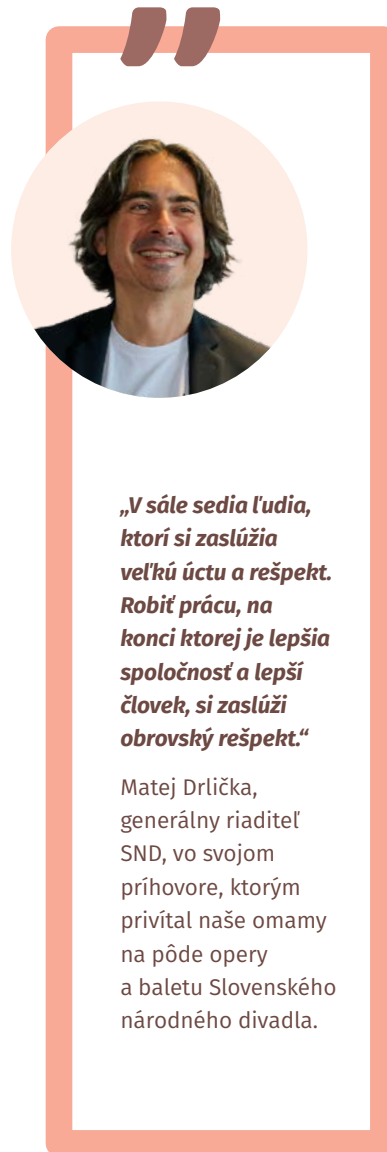 ”
„V sále sedia ľudia,
ktorí si zaslúžia
veľkú úctu a rešpekt.
Robiť prácu, na
konci ktorej je lepšia
spoločnosť a lepší
človek, si zaslúži
obrovský rešpekt.“
Matej Drlička,
generálny riaditeľ
SND, vo svojom
príhovore, ktorým
privítal naše omamy
na pôde opery
a baletu Slovenského
národného divadla.